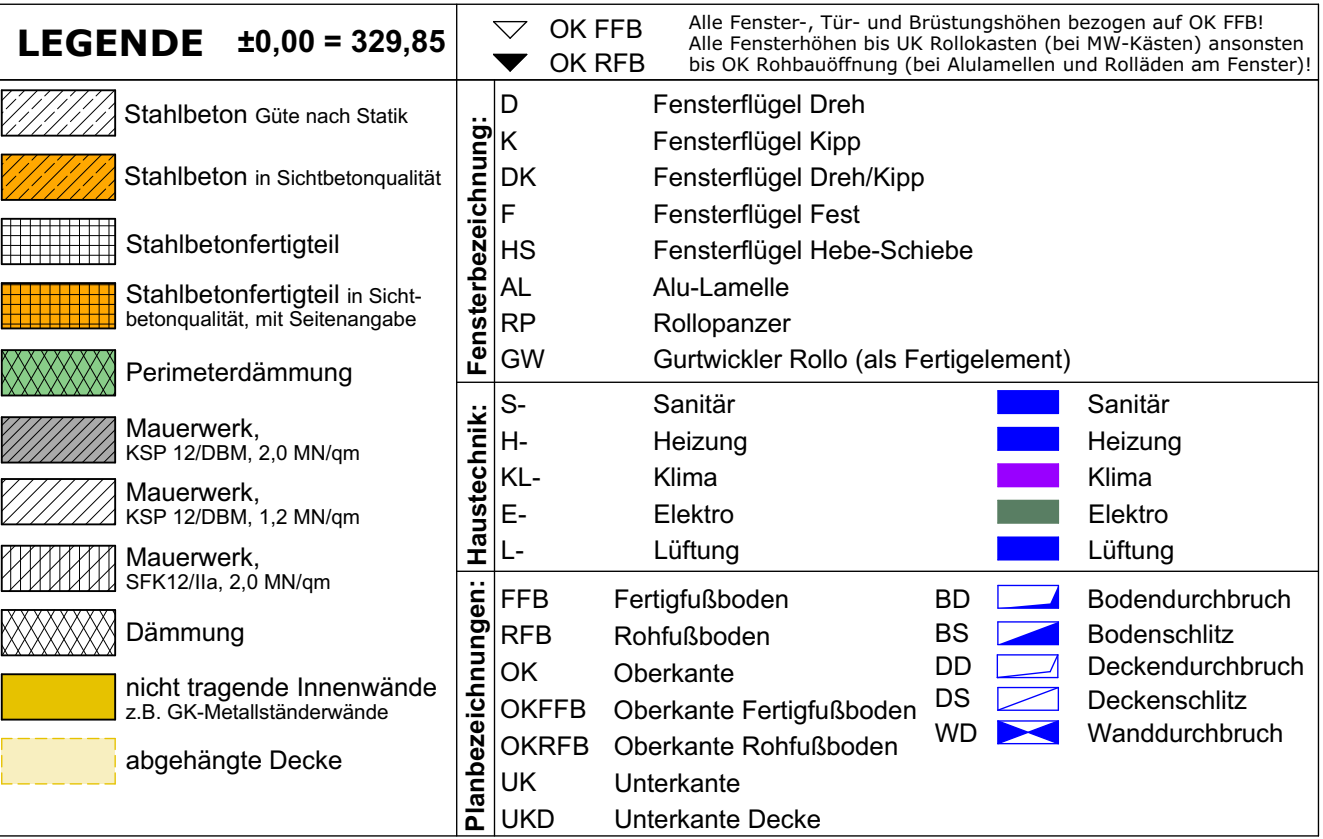 LEGENDE ±0,00 = 329,85
OK FFB
OK RFB
Alle Fenster-, Tür- und Brüstungshöhen bezogen auf OK FFB!
Alle Fensterhöhen bis UK Rollokasten (bei MW-Kästen) ansonsten
bis OK Rohbauöffnung (bei Alulamellen und Rolläden am Fenster)!
Stahlbeton Güte nach Statik
Stahlbeton in Sichtbetonqualität
Stahlbetonfertigteil
Stahlbetonfertigteil in Sicht-
betonqualität, mit Seitenangabe
Perimeterdämmung
Mauerwerk,
KSP 12/DBM, 2,0 MN/qm
Mauerwerk,
KSP 12/DBM, 1,2 MN/qm
Mauerwerk,
SFK12/IIa, 2,0 MN/qm
Dämmung
nicht tragende Innenwände
z.B. GK-Metallständerwände
abgehängte Decke
Fensterbezeichnung:
D Fensterflügel Dreh
K Fensterflügel Kipp
DK Fensterflügel Dreh/Kipp
F Fensterflügel Fest
HS Fensterflügel Hebe-Schiebe
AL Alu-Lamelle
RP Rollopanzer
GW Gurtwickler Rollo (als Fertigelement)
Haustechnik:
S- Sanitär Sanitär
H- Heizung Heizung
KL- Klima Klima
E- Elektro Elektro
L- Lüftung Lüftung
Planbezeichnungen:
FFB Fertigfußboden
RFB Rohfußboden
OK Oberkante
OKFFB Oberkante Fertigfußboden
OKRFB Oberkante Rohfußboden
UK Unterkante
UKD Unterkante Decke
BD Bodendurchbruch
BS Bodenschlitz
DD Deckendurchbruch
DS Deckenschlitz
WD Wanddurchbruch